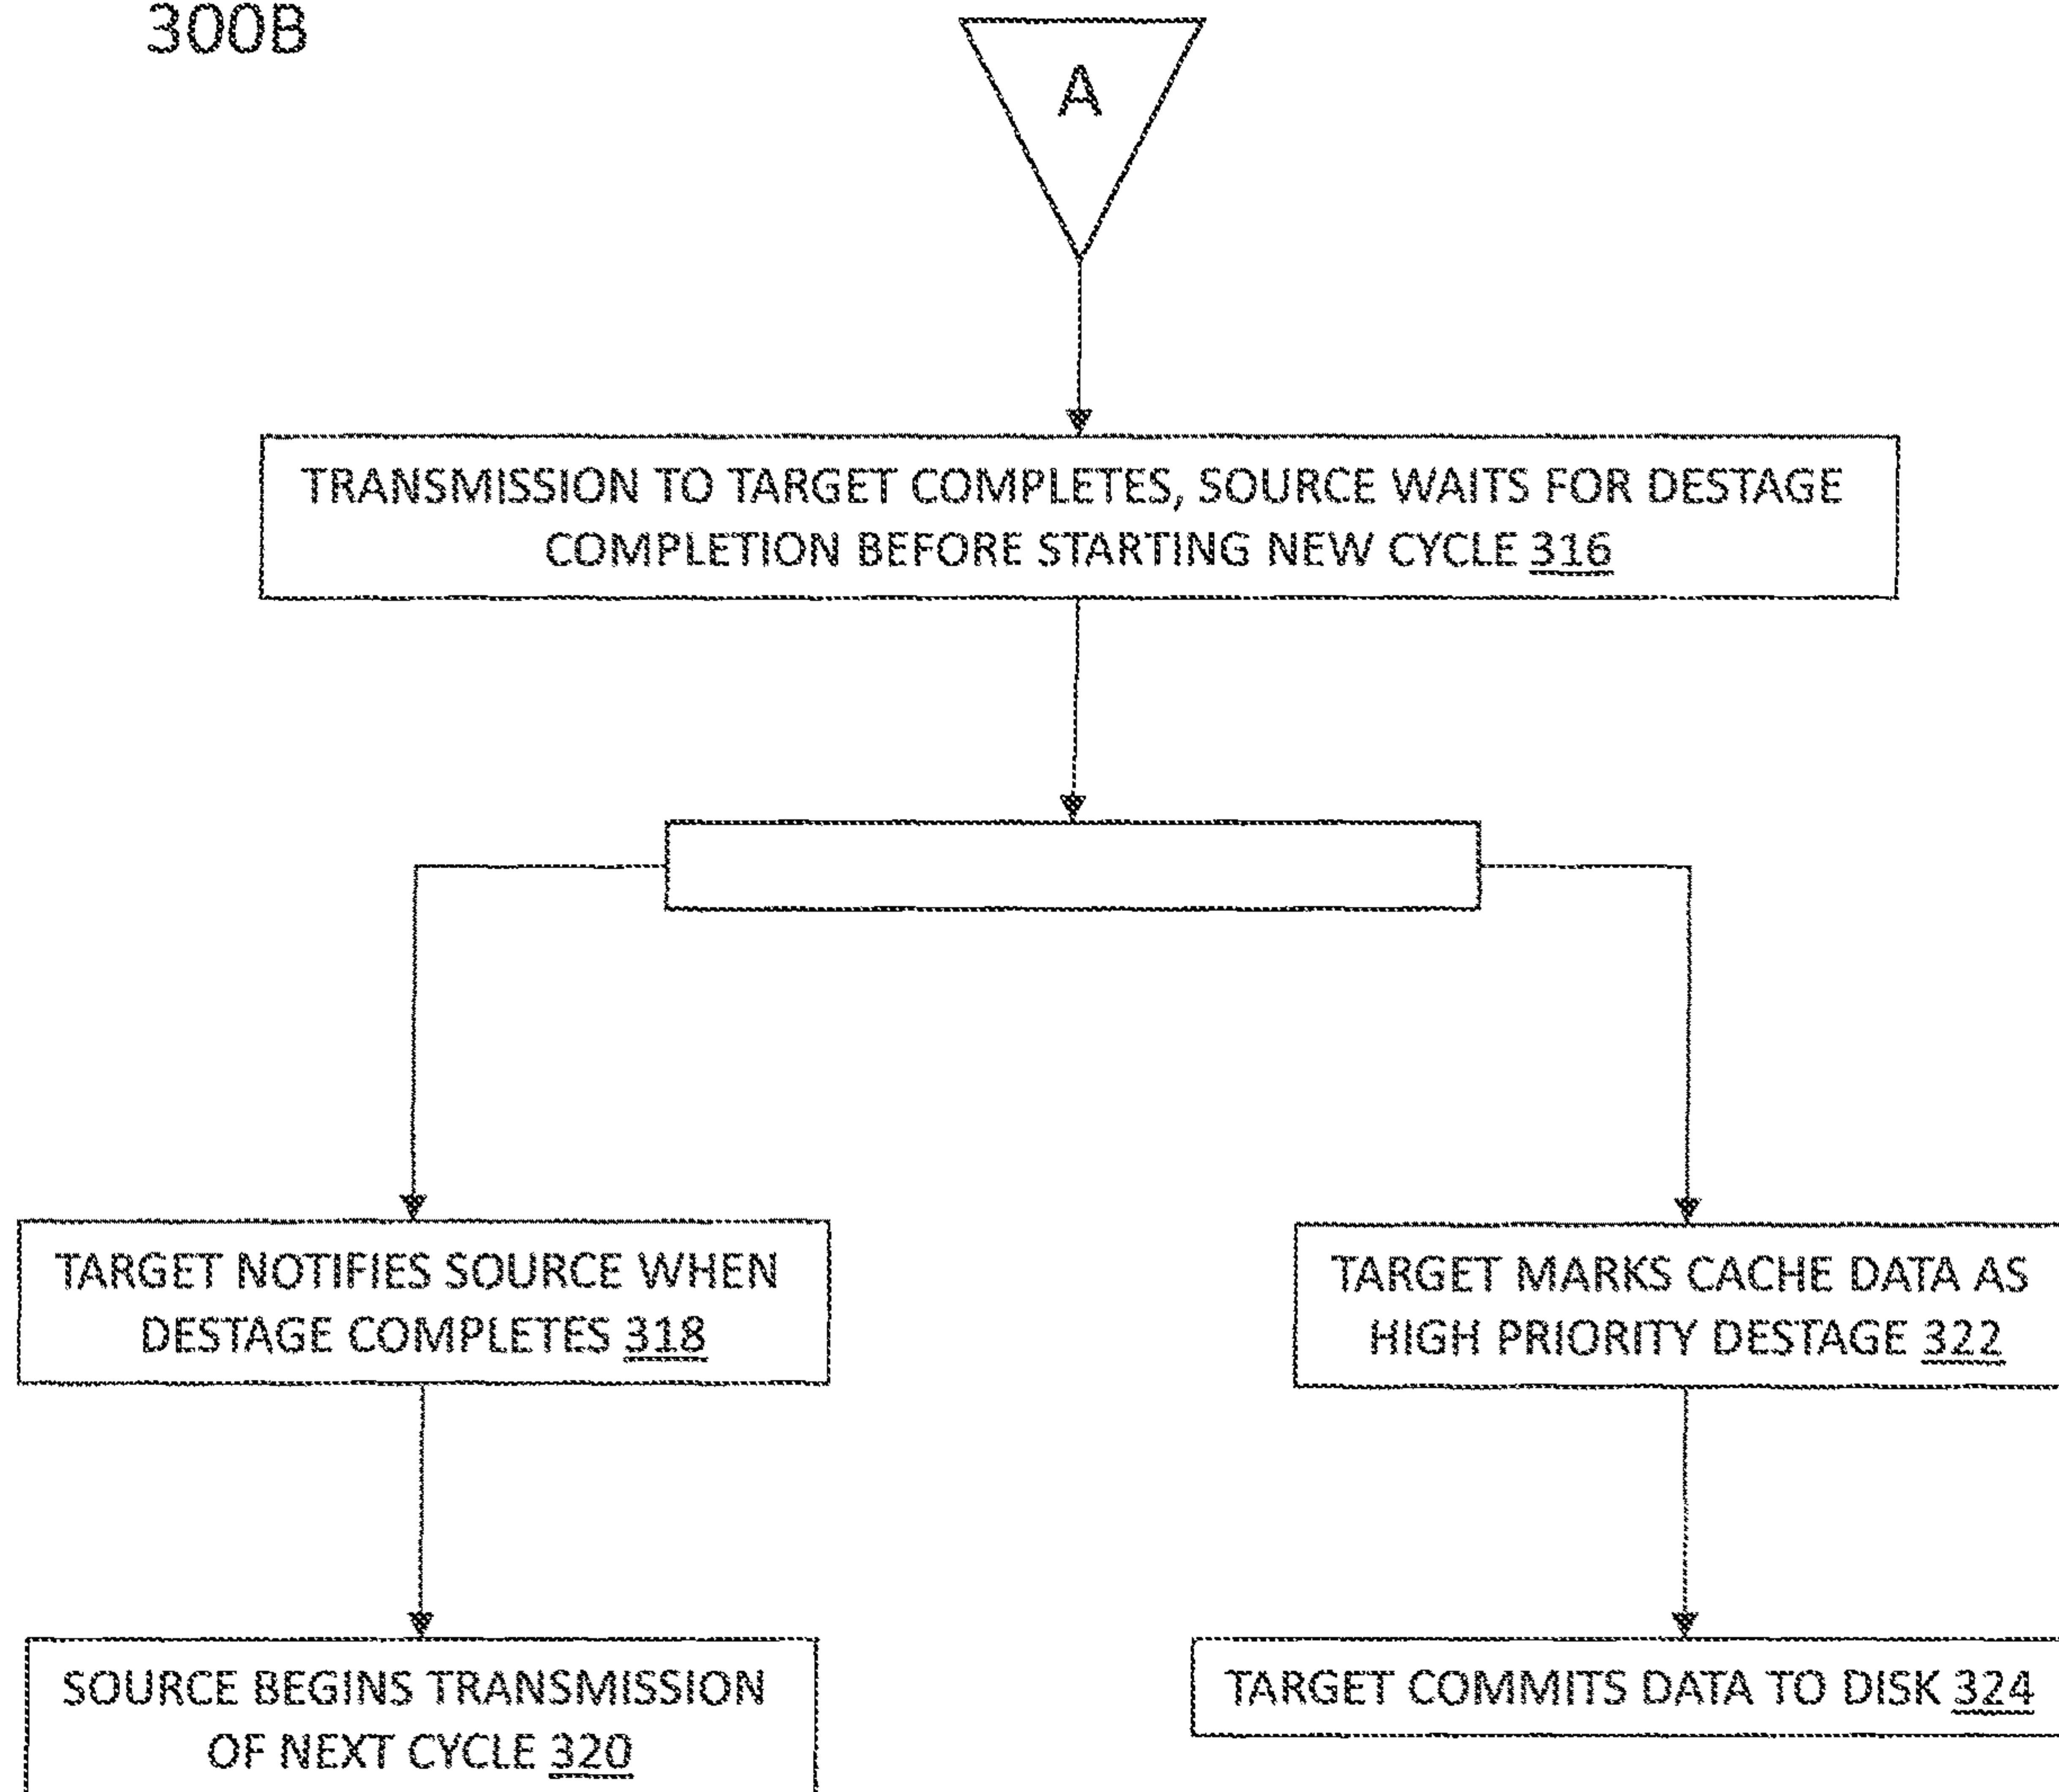 300B
A
TRANSMISSION TO TARGET COMPLETES, SOURCE WAITS FOR DESTAGE
COMPLETION BEFORE STARTING NEW CYCLE 316
TARGET NOTIFIES SOURCE WHEN
DESTAGE COMPLETES 318
TARGET MARKS CACHE DATA AS
HIGH PRIORITY DESTAGE 322
SOURCE BEGINS TRANSMISSION
OF NEXT CYCLE 320
TARGET COMMITS DATA TO DISK 324